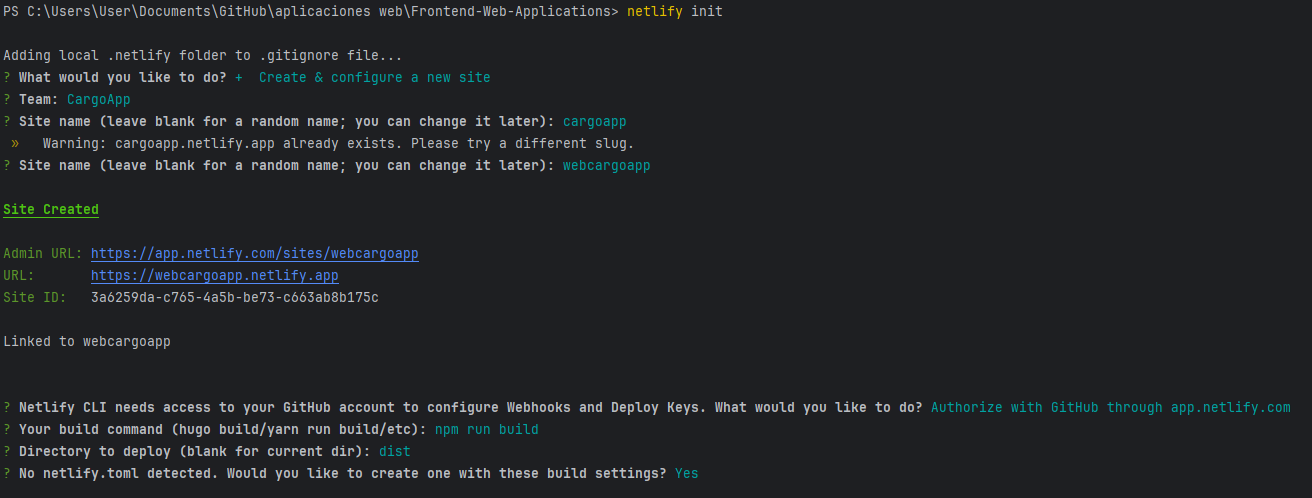 PS C:\Users\User\Documents\GitHub\aplicaciones web\Frontend-Web-Applications> netlify init
Adding local .netlify folder to .gitignore file...
? What would you like to do? + Create & configure a new site
? Team: CargoApp
? Site name (leave blank for a random name; you can change it later): cargoapp
» Warning: cargoapp.netlify.app already exists. Please try a different slug.
? Site name (leave blank for a random name; you can change it later): webcargoapp
Site Created
Admin URL: https://app.netlify.com/sites/webcargoapp
URL: https://webcargoapp.netlify.app
Site ID: 3a6259da-c765-4a5b-be73-c663ab8b175c
Linked to webcargoapp
? Netlify CLI needs access to your GitHub account to configure Webhooks and Deploy Keys. What would you like to do? Authorize with GitHub through app.netlify.com
? Your build command (hugo build/yarn run build/etc): npm run build
? Directory to deploy (blank for current dir): dist
? No netlify.toml detected. Would you like to create one with these build settings? Yes